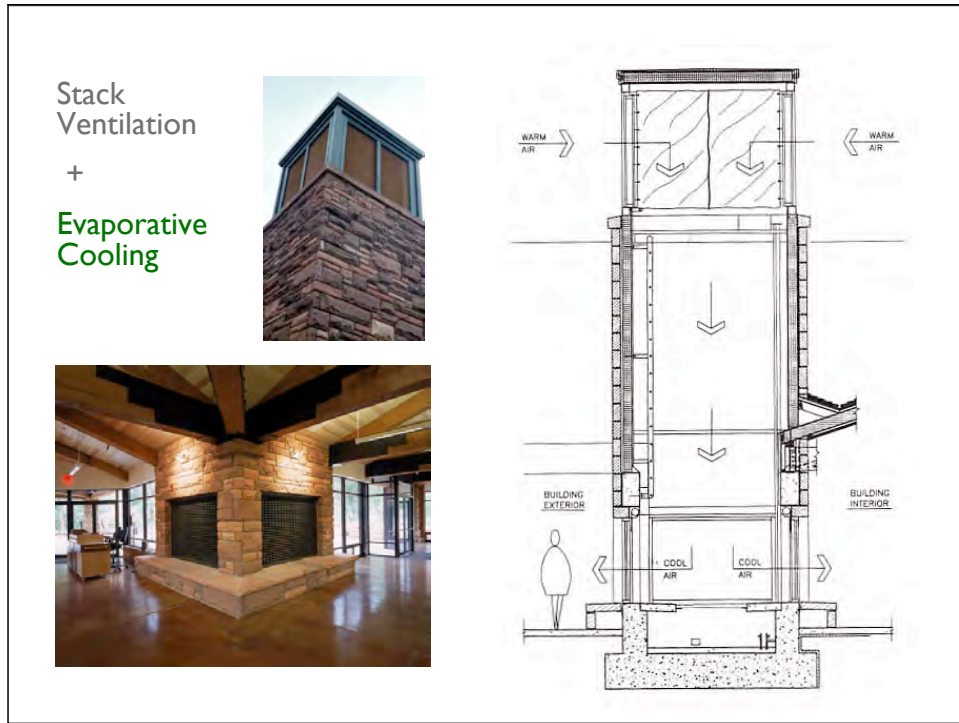 Stack
Ventilation
+
Evaporative
Cooling
WARM
AIR
WARM
AIR
BUILDING
EXTERIOR
BUILDING
INTERIOR
COOL
AIR
COOL
AIR